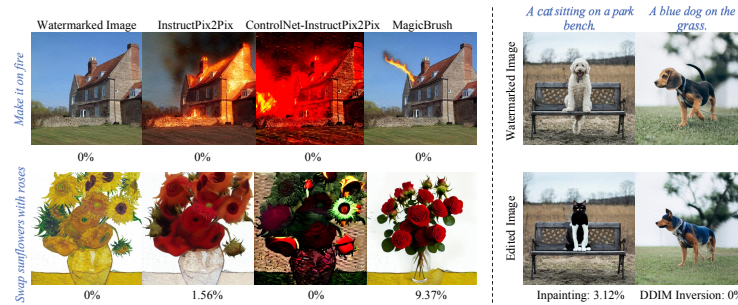 Watermarked Image InstructPix2Pix ControlNet-InstructPix2Pix MagicBrush
Make it on fire
0% 0% 0% 0%
Swap sunflowers with roses
0% 1.56% 0% 9.37%
A cat sitting on a park bench.
A blue dog on the grass.
Watermarked Image
Edited Image
Inpainting: 3.12% DDIM Inversion: 0%